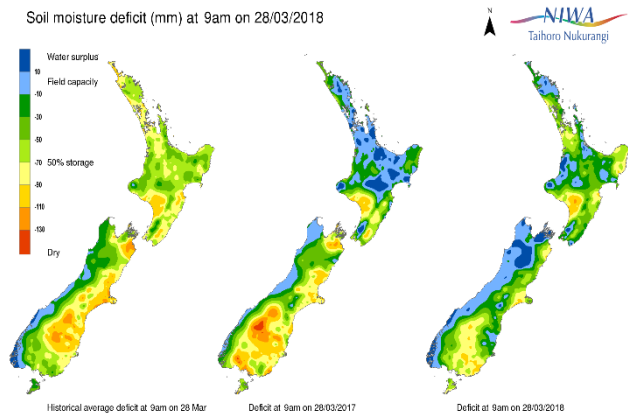 Soil moisture deficit (mm) at 9am on 28/03/2018
N
NIWA
Taihoro Nukurangi
Water surplus
10
Field capacity
-10
-30
-50
50% storage
-70
-90
-110
-130
Dry
Historical average deficit at 9am on 28 Mar
Deficit at 9am on 28/03/2017
Deficit at 9am on 28/03/2018